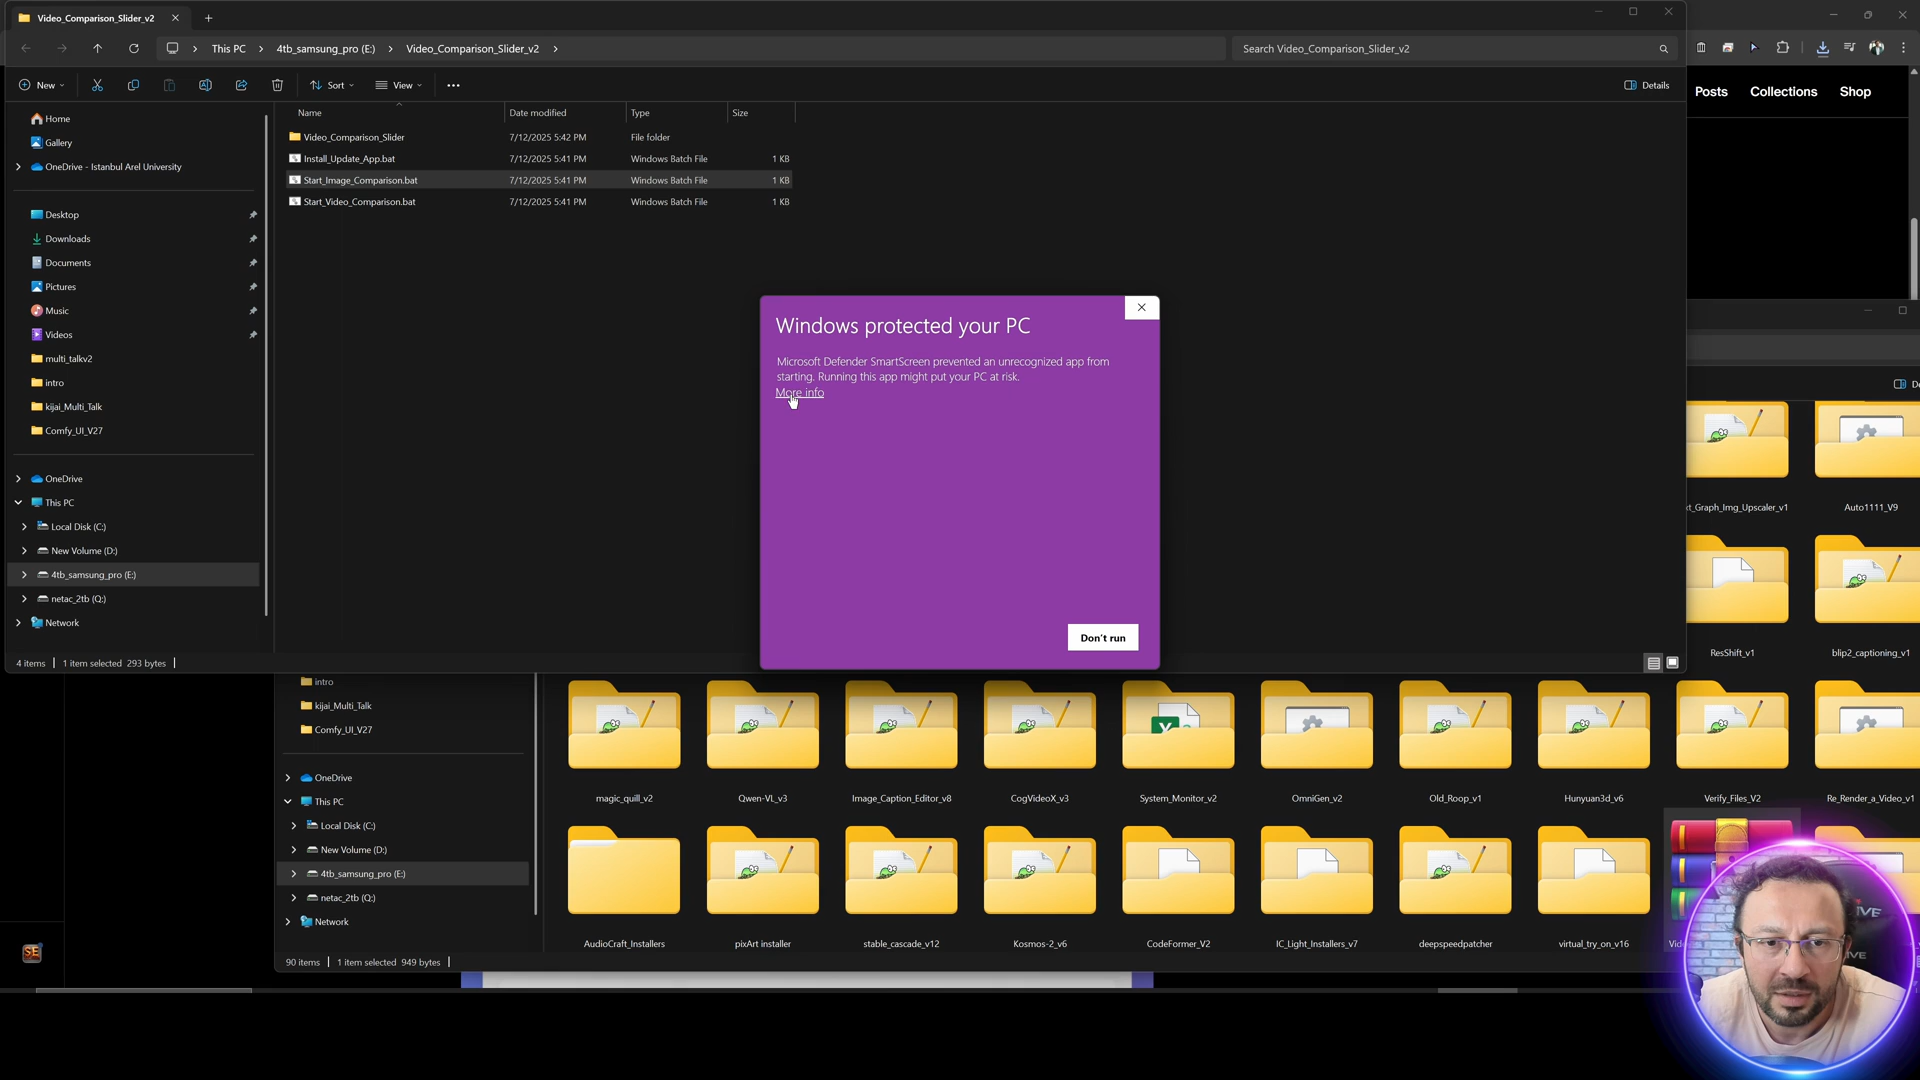 Video_Comparison_Slider_v2
This PC
4tb_samsung_pro (E:)
Video_Comparison_Slider_v2
Search Video_Comparison_Slider_v2
New
Sort
View
Details
Posts
Collections
Shop
Name
Date modified
Type
Size
Video_Comparison_Slider
7/12/2025 5:42 PM
File folder
Install_Update_App.bat
7/12/2025 5:41 PM
Windows Batch File
1 KB
Start_Image_Comparison.bat
7/12/2025 5:41 PM
Windows Batch File
1 KB
Start_Video_Comparison.bat
7/12/2025 5:41 PM
Windows Batch File
1 KB
Home
Gallery
OneDrive - Istanbul Arel University
Desktop
Downloads
Documents
Pictures
Music
Videos
multi_talkv2
intro
kijai_Multi_Talk
Comfy_UI_V27
OneDrive
This PC
Local Disk (C:)
New Volume (D:)
4tb_samsung_pro (E:)
netac_2tb (Q:)
Network
4 items
1 item selected 293 bytes
Windows protected your PC
Microsoft Defender SmartScreen prevented an unrecognized app from
starting. Running this app might put your PC at risk.
More info
Don't run
xt_Graph_Img_Upscaler_v1
Auto1111_V9
ResShift_v1
blip2_captioning_v1
intro
kijai_Multi_Talk
Comfy_UI_V27
OneDrive
This PC
Local Disk (C:)
New Volume (D:)
4tb_samsung_pro (E:)
netac_2tb (Q:)
Network
magic_quill_v2
Qwen-VL_v3
Image_Caption_Editor_v8
CogVideoX_v3
System_Monitor_v2
OmniGen_v2
Old_Roop_v1
Hunyuan3d_v6
Verify_Files_V2
Re_Render_a_Video_v1
AudioCraft_Installers
pixArt installer
stable_cascade_v12
Kosmos-2_v6
CodeFormer_V2
IC_Light_Installers_v7
deepspeedpatcher
virtual_try_on_v16
90 items
1 item selected 949 bytes
SE